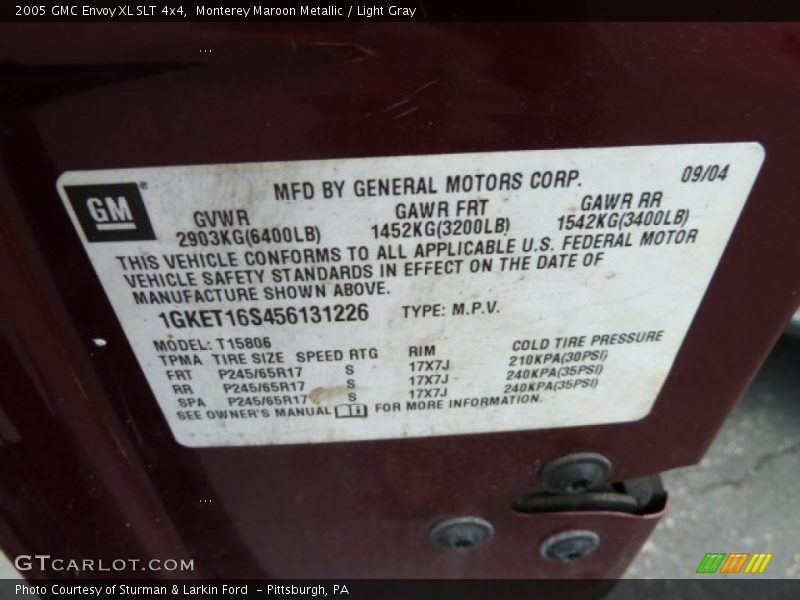 2005 GMC Envoy XL SLT 4x4, Monterey Maroon Metallic / Light Gray
GM
MFD BY GENERAL MOTORS CORP. 09/04
GVWR GAWR FRT GAWR RR
2903KG(6400LB) 1452KG(3200LB) 1542KG(3400LB)
THIS VEHICLE CONFORMS TO ALL APPLICABLE U.S. FEDERAL MOTOR
VEHICLE SAFETY STANDARDS IN EFFECT ON THE DATE OF
MANUFACTURE SHOWN ABOVE.
1GKET16S456131226 TYPE: M.P.V.
MODEL: T15806
TPMA TIRE SIZE SPEED RTG RIM COLD TIRE PRESSURE
FRT P245/65R17 S 17X7J 210KPA(30PSI)
RR P245/65R17 S 17X7J 240KPA(35PSI)
SPA P245/65R17 S 17X7J 240KPA(35PSI)
SEE OWNER'S MANUAL FOR MORE INFORMATION.
GTCARLOT.COM
Photo Courtesy of Sturman & Larkin Ford - Pittsburgh, PA